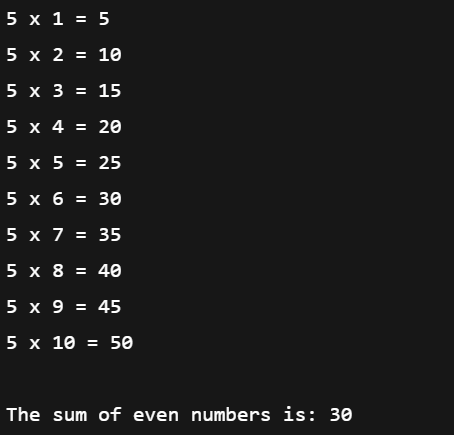 5 x 1 = 5
5 x 2 = 10
5 x 3 = 15
5 x 4 = 20
5 x 5 = 25
5 x 6 = 30
5 x 7 = 35
5 x 8 = 40
5 x 9 = 45
5 x 10 = 50
The sum of even numbers is: 30